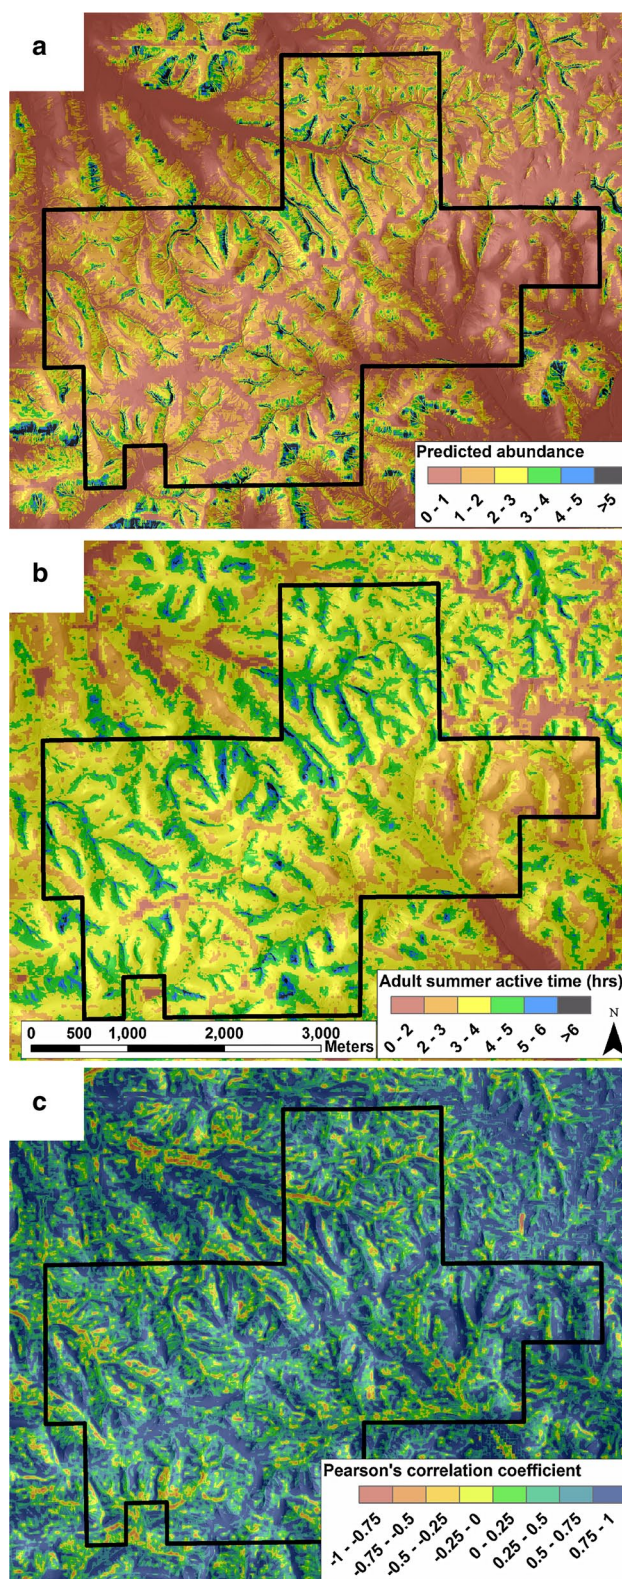 a
Predicted abundance
0 - 1 1 - 2 2 - 3 3 - 4 4 - 5 >5
b
Adult summer active time (hrs)
0 - 2 2 - 3 3 - 4 4 - 5 5 - 6 >6
N
0 500 1,000 2,000 3,000
Meters
c
Pearson's correlation coefficient
-1 - -0.75 -0.75 - -0.5 -0.5 - -0.25 -0.25 - 0 0 - 0.25 0.25 - 0.5 0.5 - 0.75 0.75 - 1